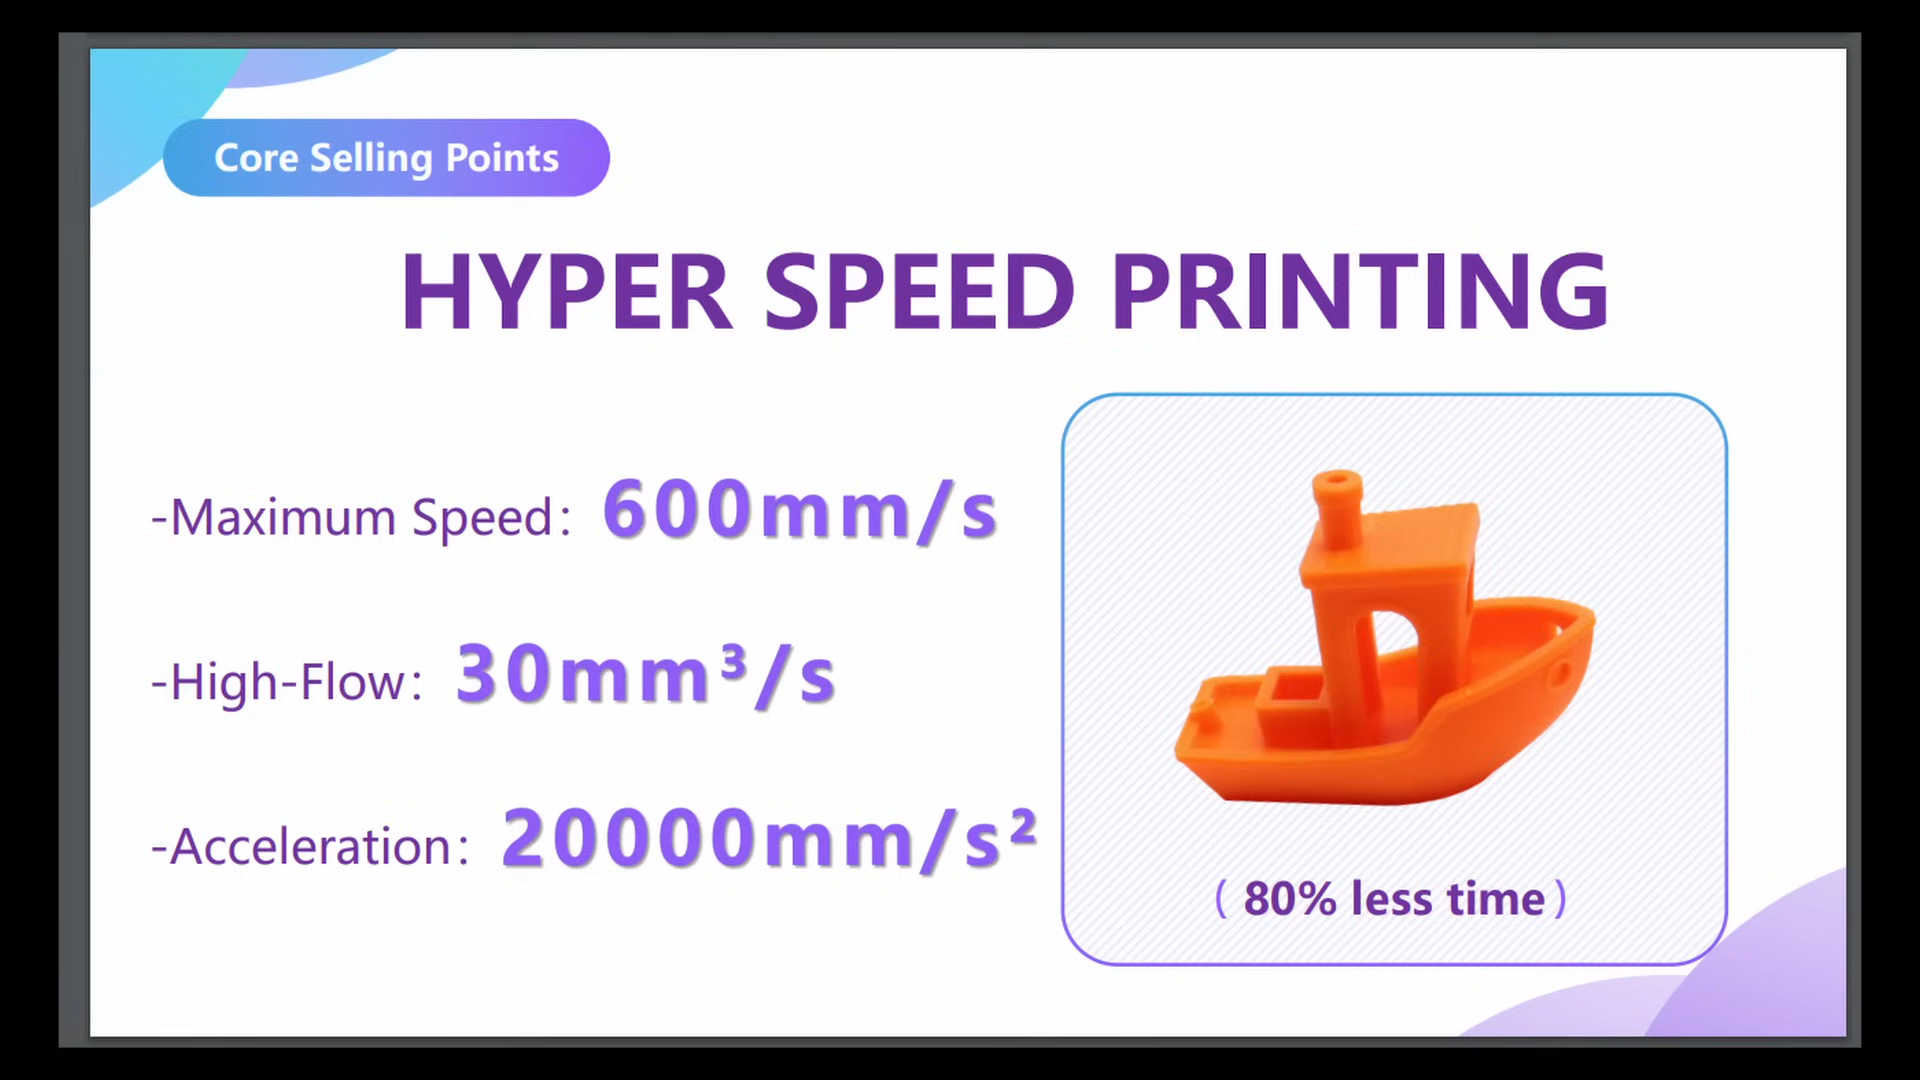 Core Selling Points
HYPER SPEED PRINTING
-Maximum Speed： 600mm/s
-High-Flow： 30mm³/s
-Acceleration： 20000mm/s²
（80% less time）